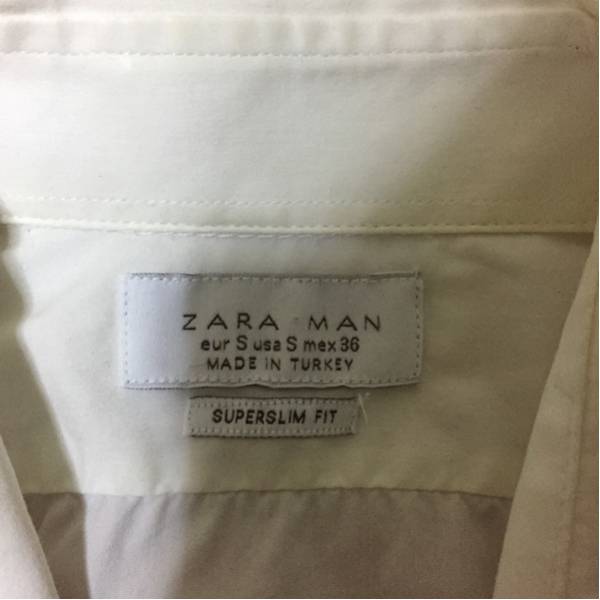 ZARA MAN
eur S usa S mex 36
MADE IN TURKEY
SUPERSLIM FIT